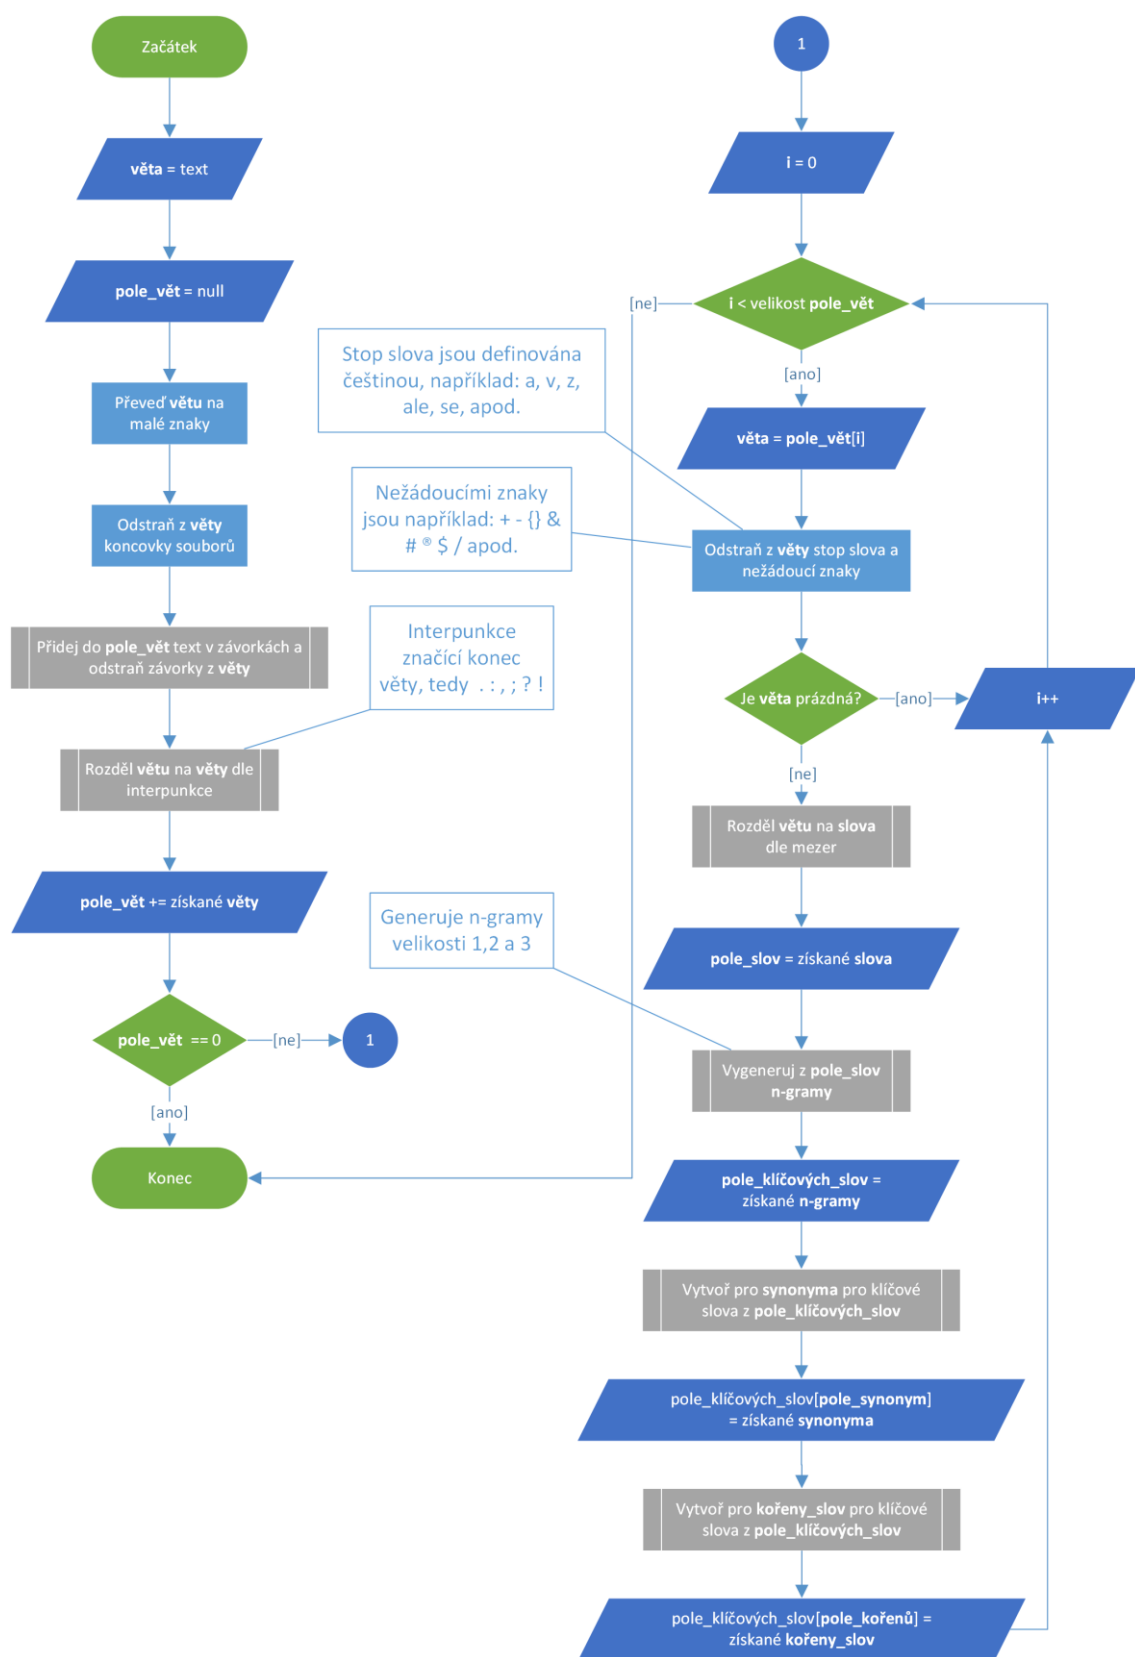 Začátek
věta = text
pole_vět = null
Převeď větu na
malé znaky
Odstraň z věty
koncovky souborů
Přidej do pole_vět text v závorkách a
odstraň závorky z věty
Rozděl větu na věty dle
interpunkce
Interpunkce
značící konec
věty, tedy . : , ; ? !
pole_vět += získané věty
pole_vět == 0
[ne]
1
[ano]
Konec
1
i = 0
i < velikost pole_vět
[ne]
[ano]
věta = pole_vět[i]
Stop slova jsou definována
češtinou, například: a, v, z,
ale, se, apod.
Nežádoucími znaky
jsou například: + - {} &
# ® $ / apod.
Odstraň z věty stop slova a
nežádoucí znaky
Je věta prázdná?
[ano]
i++
[ne]
Rozděl větu na slova
dle mezer
pole_slov = získané slova
Generuje n-gramy
velikosti 1,2 a 3
Vygeneruj z pole_slov
n-gramy
pole_klíčových_slov =
získané n-gramy
Vytvoř pro synonyma pro klíčové
slova z pole_klíčových_slov
pole_klíčových_slov[pole_synonym]
= získané synonyma
Vytvoř pro kořeny_slov pro klíčové
slova z pole_klíčových_slov
pole_klíčových_slov[pole_kořenů] =
získané kořeny_slov